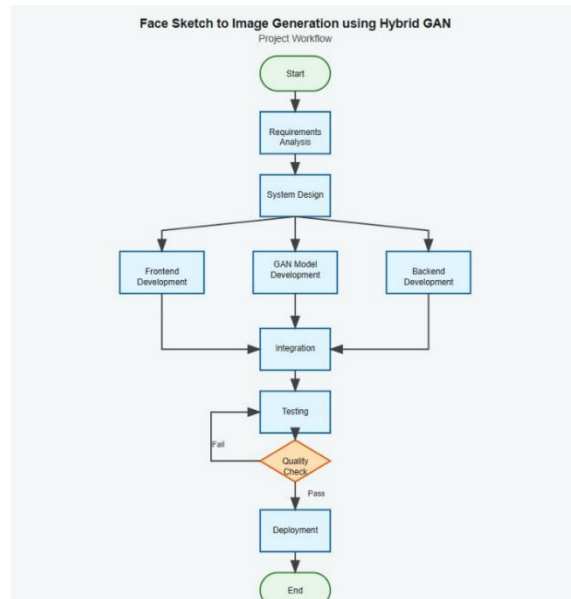 Face Sketch to Image Generation using Hybrid GAN
Project Workflow
Start
Requirements
Analysis
System Design
Frontend
Development
GAN Model
Development
Backend
Development
Integration
Testing
Fail
Quality
Check
Pass
Deployment
End